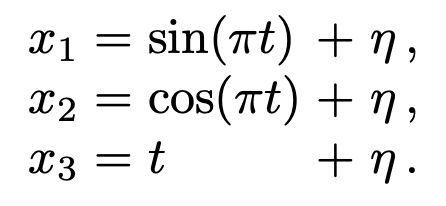 x₁ = sin(πt) + η ,
x₂ = cos(πt) + η ,
x₃ = t + η .